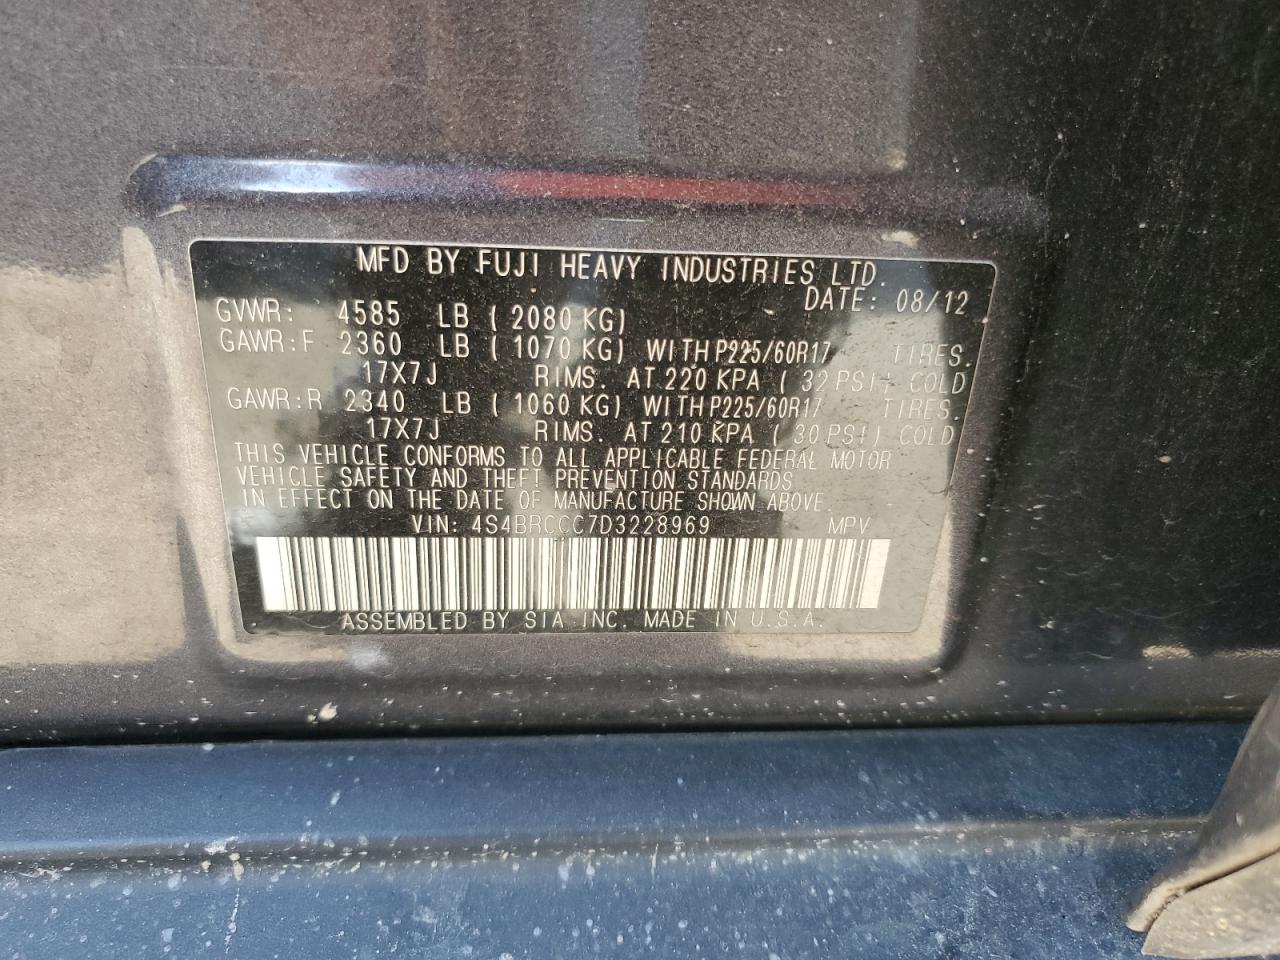 MFD BY FUJI HEAVY INDUSTRIES LTD.
DATE: 08/12
GVWR: 4585 LB ( 2080 KG)
GAWR:F 2360 LB ( 1070 KG) WITH P225/60R17 TIRES.
17X7J RIMS. AT 220 KPA ( 32 PSI) COLD
GAWR:R 2340 LB ( 1060 KG) WITH P225/60R17 TIRES.
17X7J RIMS. AT 210 KPA ( 30 PSI) COLD
THIS VEHICLE CONFORMS TO ALL APPLICABLE FEDERAL MOTOR
VEHICLE SAFETY AND THEFT PREVENTION STANDARDS
IN EFFECT ON THE DATE OF MANUFACTURE SHOWN ABOVE.
VIN: 4S4BRCCC7D3228969 MPV
ASSEMBLED BY SIA INC. MADE IN U.S.A.